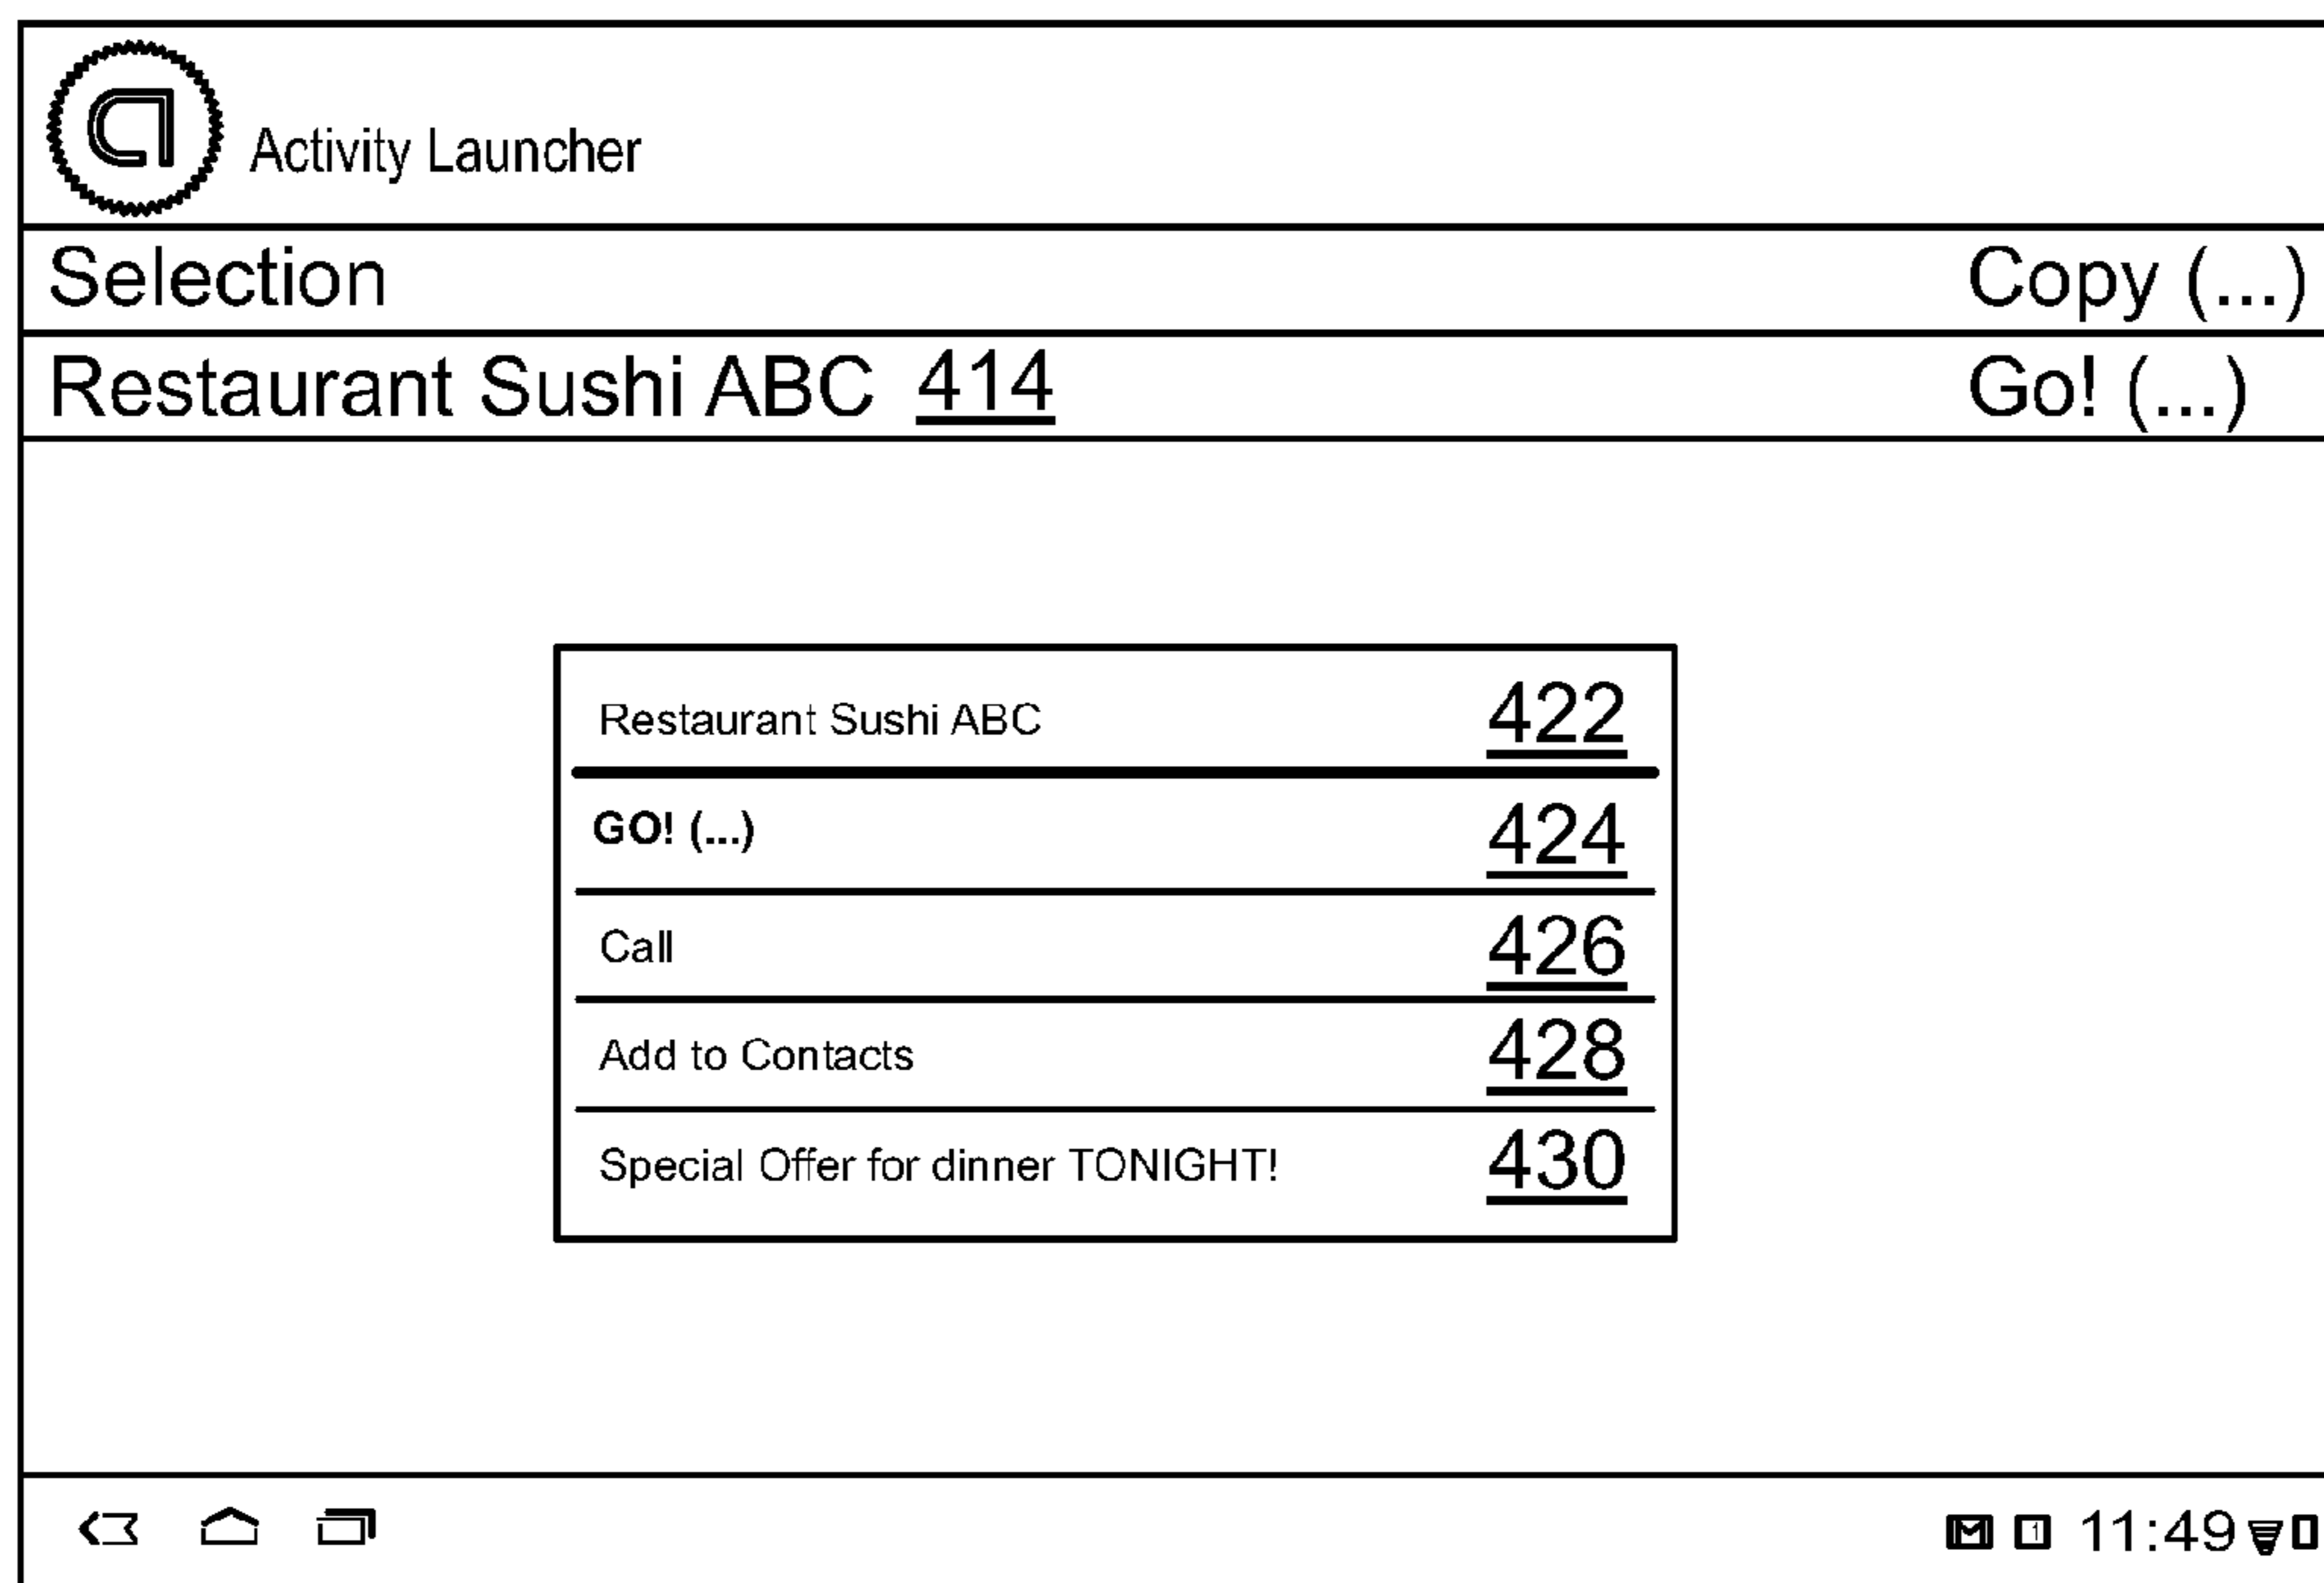 Activity Launcher
Selection Copy (...)
Restaurant Sushi ABC 414 Go! (...)
Restaurant Sushi ABC 422
GO! (...) 424
Call 426
Add to Contacts 428
Special Offer for dinner TONIGHT! 430
M 1 11:49